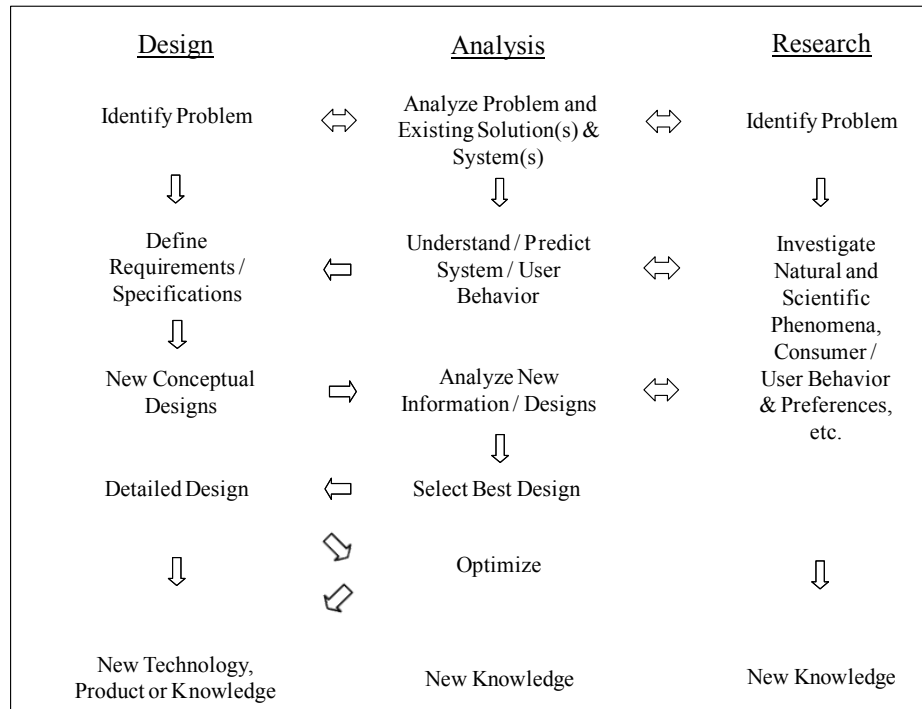 Design
Analysis
Research
Identify Problem
Analyze Problem and
Existing Solution(s) &
System(s)
Identify Problem
Define
Requirements /
Specifications
Understand / Predict
System / User
Behavior
Investigate
Natural and
Scientific
Phenomena,
Consumer /
User Behavior
& Preferences,
etc.
New Conceptual
Designs
Analyze New
Information / Designs
Detailed Design
Select Best Design
Optimize
New Technology,
Product or Knowledge
New Knowledge
New Knowledge